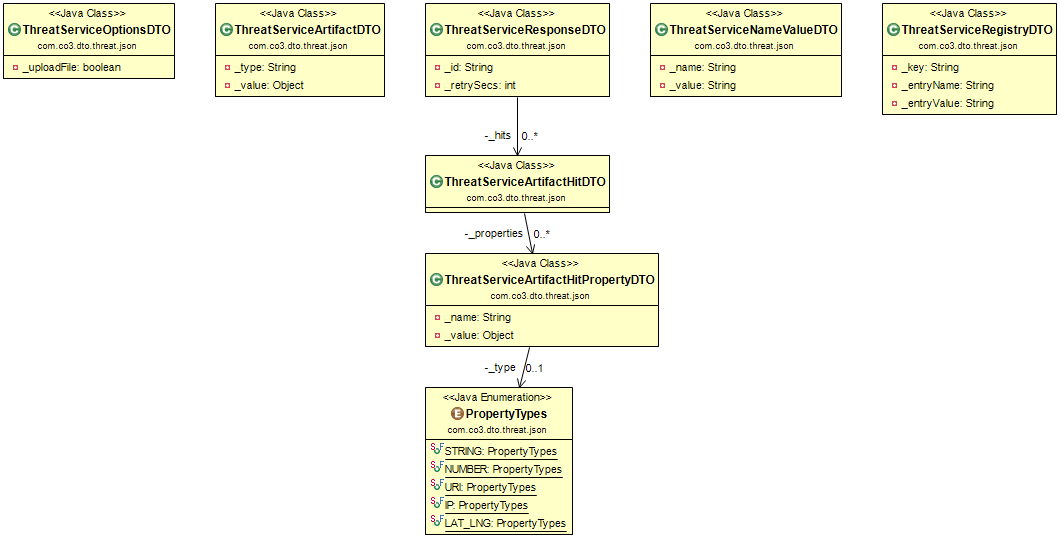 <<Java Class>>
ThreatServiceOptionsDTO
com.co3.dto.threat.json
_uploadFile: boolean
<<Java Class>>
ThreatServiceArtifactDTO
com.co3.dto.threat.json
_type: String
_value: Object
<<Java Class>>
ThreatServiceResponseDTO
com.co3.dto.threat.json
_id: String
_retrySecs: int
<<Java Class>>
ThreatServiceNameValueDTO
com.co3.dto.threat.json
_name: String
_value: String
<<Java Class>>
ThreatServiceRegistryDTO
com.co3.dto.threat.json
_key: String
_entryName: String
_entryValue: String
-_hits 0..*
<<Java Class>>
ThreatServiceArtifactHitDTO
com.co3.dto.threat.json
-_properties 0..*
<<Java Class>>
ThreatServiceArtifactHitPropertyDTO
com.co3.dto.threat.json
_name: String
_value: Object
-_type 0..1
<<Java Enumeration>>
PropertyTypes
com.co3.dto.threat.json
STRING: PropertyTypes
NUMBER: PropertyTypes
URI: PropertyTypes
IP: PropertyTypes
LAT_LNG: PropertyTypes